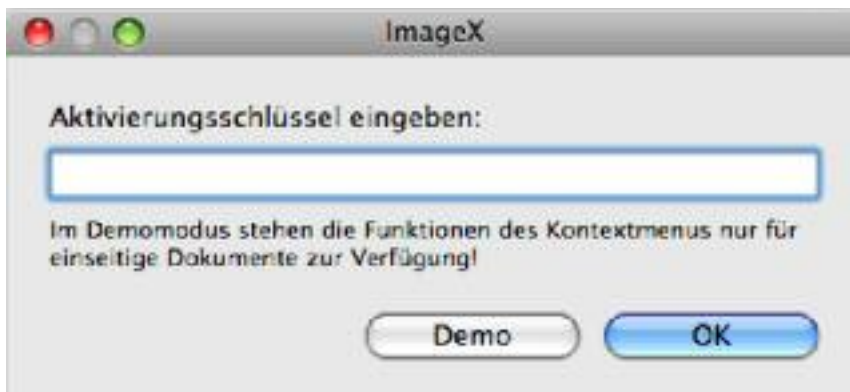 ImageX
Aktivierungsschlüssel eingeben:
Im Demomodus stehen die Funktionen des Kontextmenus nur für
einseitige Dokumente zur Verfügung!
Demo OK